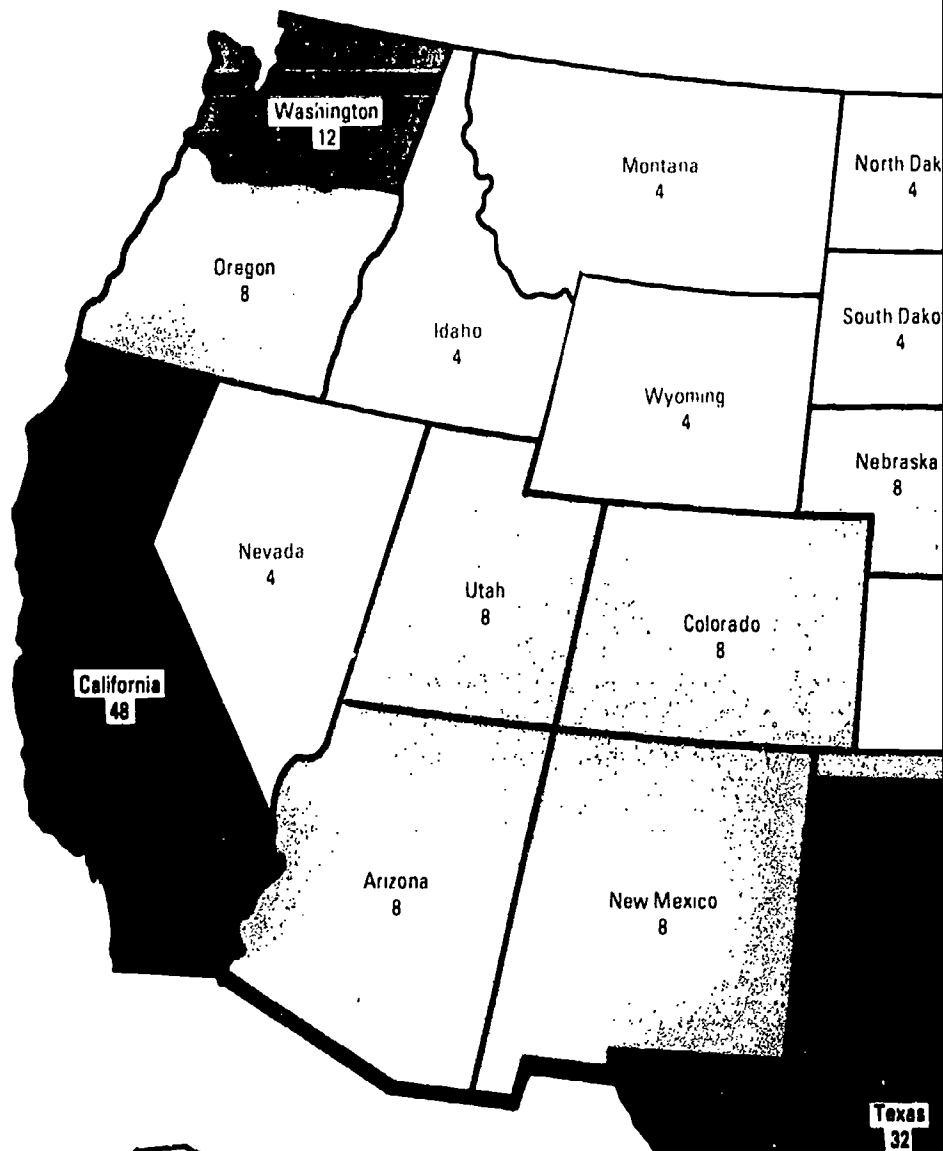 Washington
12
Montana
4
North Dak
4
Oregon
8
Idaho
4
South Dako
4
Wyoming
4
Nebraska
8
Nevada
4
Utah
8
Colorado
8
California
48
Arizona
8
New Mexico
8
Texas
32